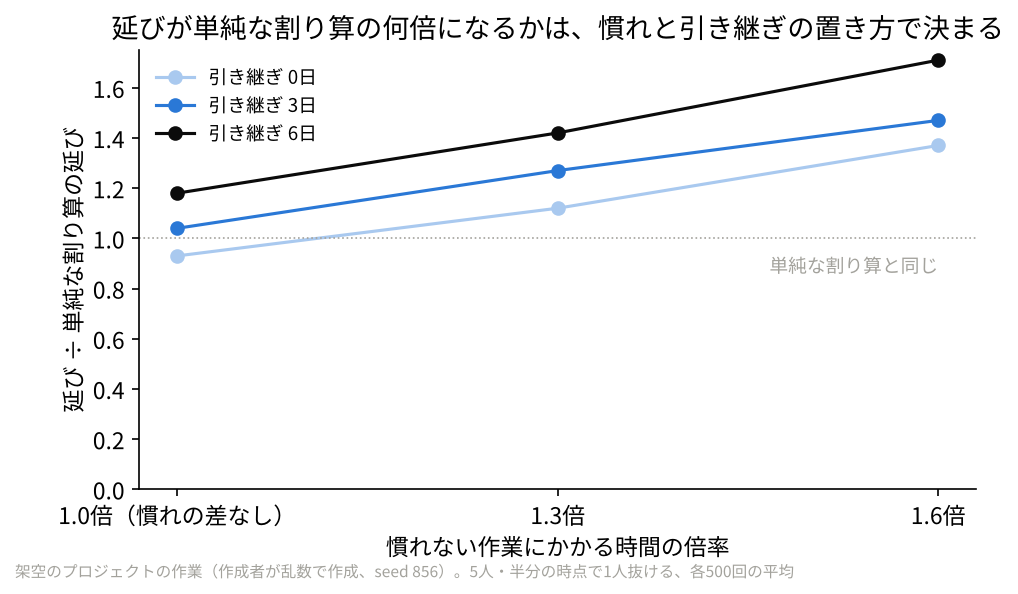 延びが単純な割り算の何倍になるかは、慣れと引き継ぎの置き方で決まる
引き継ぎ 0日
引き継ぎ 3日
引き継ぎ 6日
延び ÷ 単純な割り算の延び
1.6
1.4
1.2
1.0
0.8
0.6
0.4
0.2
0.0
単純な割り算と同じ
1.0倍（慣れの差なし）
1.3倍
1.6倍
慣れない作業にかかる時間の倍率
架空のプロジェクトの作業（作成者が乱数で作成、seed 856）。5人・半分の時点で1人抜ける、各500回の平均